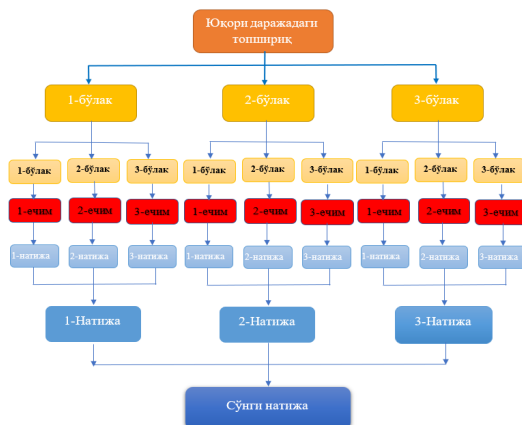 Юқори даражадаги
топшириқ
1-бўлак 2-бўлак 3-бўлак
1-бўлак 2-бўлак 3-бўлак 1-бўлак 2-бўлак 3-бўлак 1-бўлак 2-бўлак 3-бўлак
1-ечим 2-ечим 3-ечим 1-ечим 2-ечим 3-ечим 1-ечим 2-ечим 3-ечим
1-натижа 2-натижа 3-натижа 1-натижа 2-натижа 3-натижа 1-натижа 2-натижа 3-натижа
1-Натижа 2-Натижа 3-Натижа
Сўнги натижа